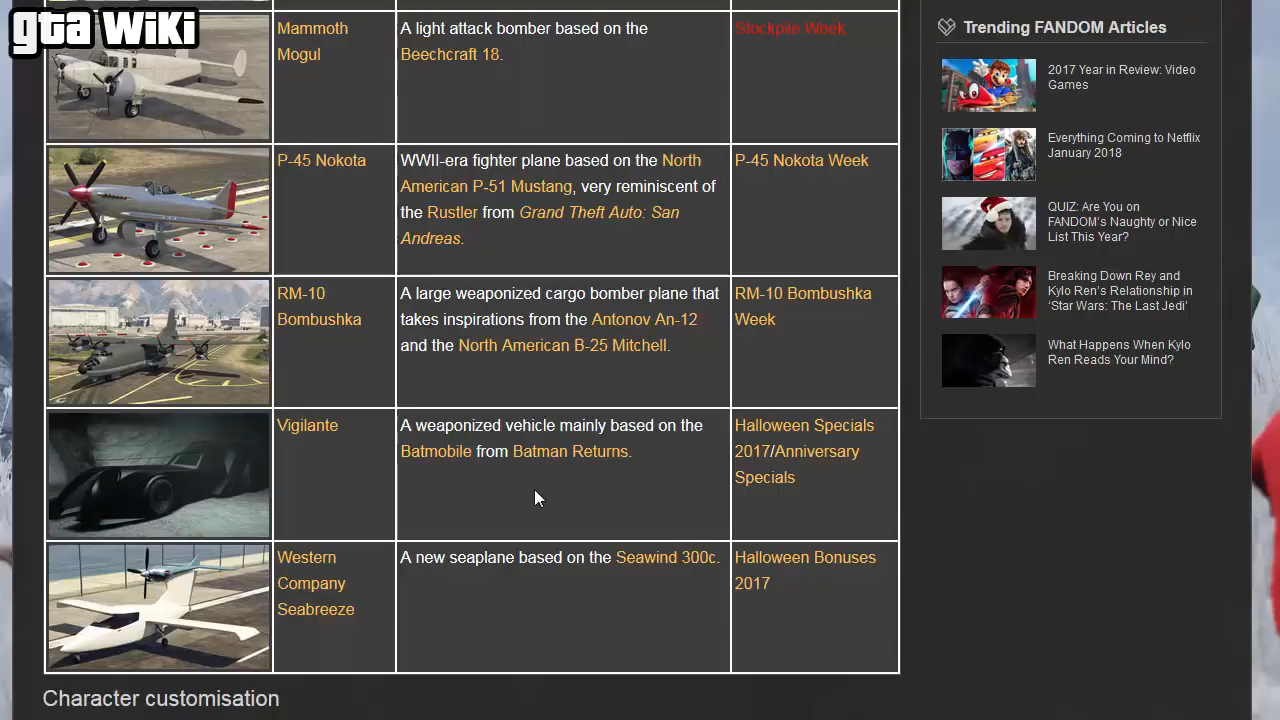 gta wiki
Mammoth
Mogul
A light attack bomber based on the
Beechcraft 18.
Stockpile Week
P-45 Nokota
WWII-era fighter plane based on the North
American P-51 Mustang, very reminiscent of
the Rustler from Grand Theft Auto: San
Andreas.
P-45 Nokota Week
RM-10
Bombushka
A large weaponized cargo bomber plane that
takes inspirations from the Antonov An-12
and the North American B-25 Mitchell.
RM-10 Bombushka
Week
Vigilante
A weaponized vehicle mainly based on the
Batmobile from Batman Returns.
Halloween Specials
2017/Anniversary
Specials
Western
Company
Seabreeze
A new seaplane based on the Seawind 300c.
Halloween Bonuses
2017
Character customisation
Trending FANDOM Articles
2017 Year in Review: Video
Games
Everything Coming to Netflix
January 2018
QUIZ: Are You on
FANDOM's Naughty or Nice
List This Year?
Breaking Down Rey and
Kylo Ren's Relationship in
'Star Wars: The Last Jedi'
What Happens When Kylo
Ren Reads Your Mind?